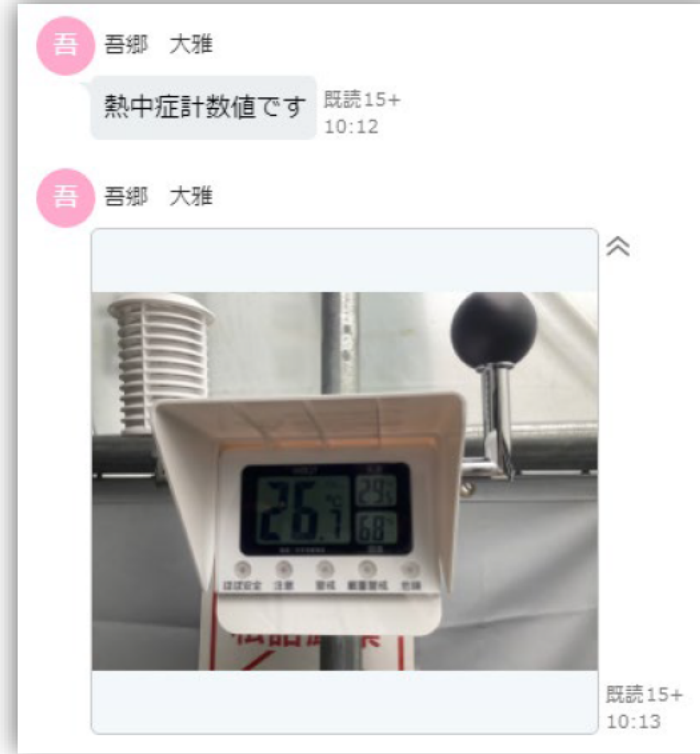 吾
吾郷 大雅
熱中症計数値です
既読15+
10:12
吾
吾郷 大雅
26.7
℃
29
68
ほぼ安全 注意 警戒 厳重警戒 危険
既読15+
10:13